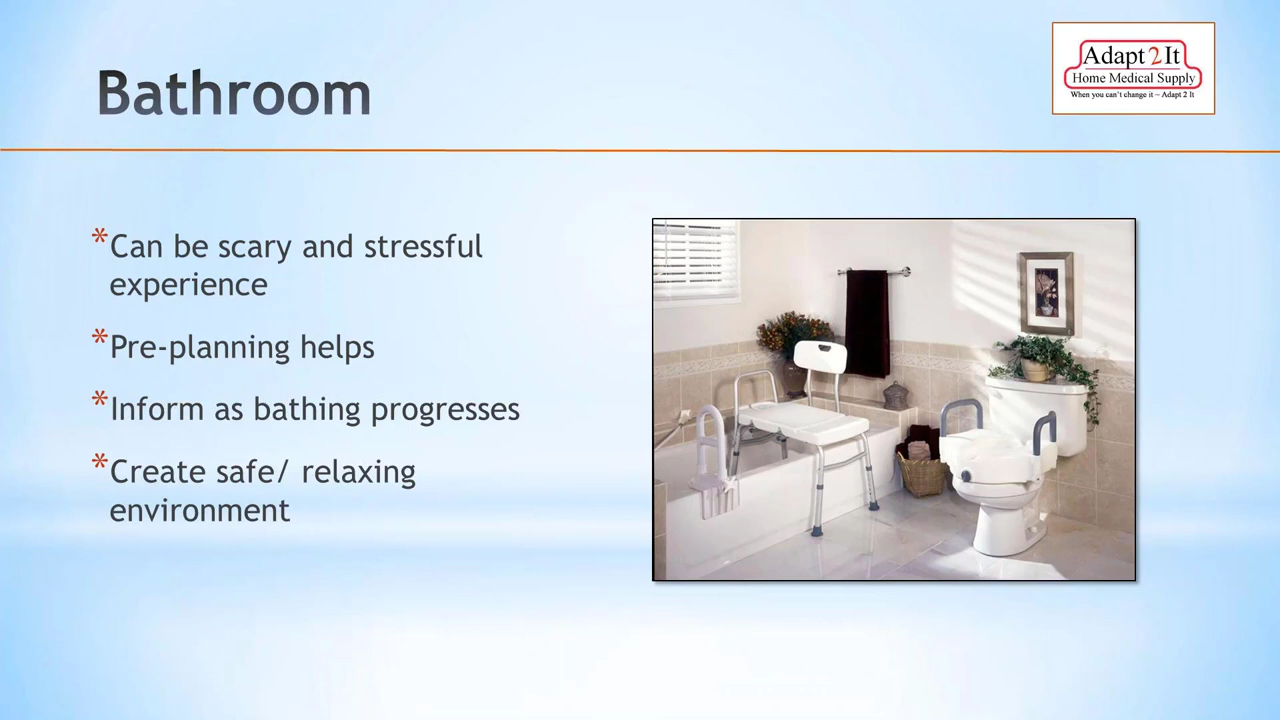 Bathroom
Adapt 2 It
Home Medical Supply
When you can't change it ~ Adapt 2 It
*Can be scary and stressful
experience
*Pre-planning helps
*Inform as bathing progresses
*Create safe/ relaxing
environment